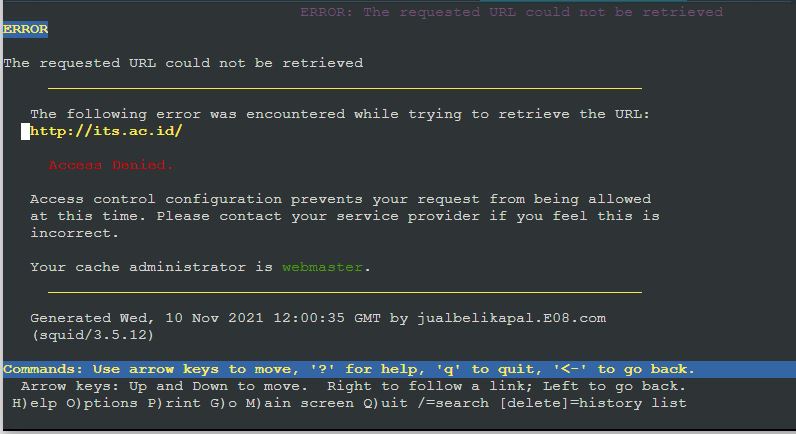 ERROR: The requested URL could not be retrieved
ERROR
The requested URL could not be retrieved
The following error was encountered while trying to retrieve the URL:
http://its.ac.id/
Access Denied.
Access control configuration prevents your request from being allowed
at this time. Please contact your service provider if you feel this is
incorrect.
Your cache administrator is webmaster.
Generated Wed, 10 Nov 2021 12:00:35 GMT by jualbelikapal.E08.com
(squid/3.5.12)
Commands: Use arrow keys to move, '?' for help, 'q' to quit, '<-' to go back.
Arrow keys: Up and Down to move.  Right to follow a link; Left to go back.
H)elp O)ptions P)rint G)o M)ain screen Q)uit /=search [delete]=history list